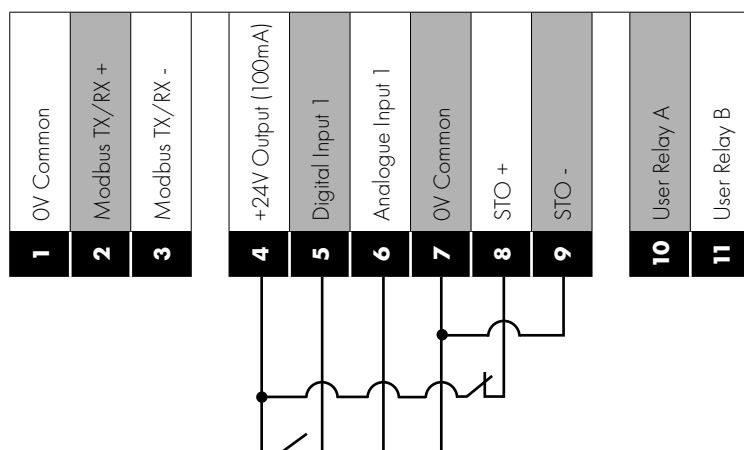 0V Common
Modbus TX/RX +
Modbus TX/RX -
+24V Output (100mA)
Digital Input 1
Analogue Input 1
0V Common
STO +
STO -
User Relay A
User Relay B
1
2
3
4
5
6
7
8
9
10
11